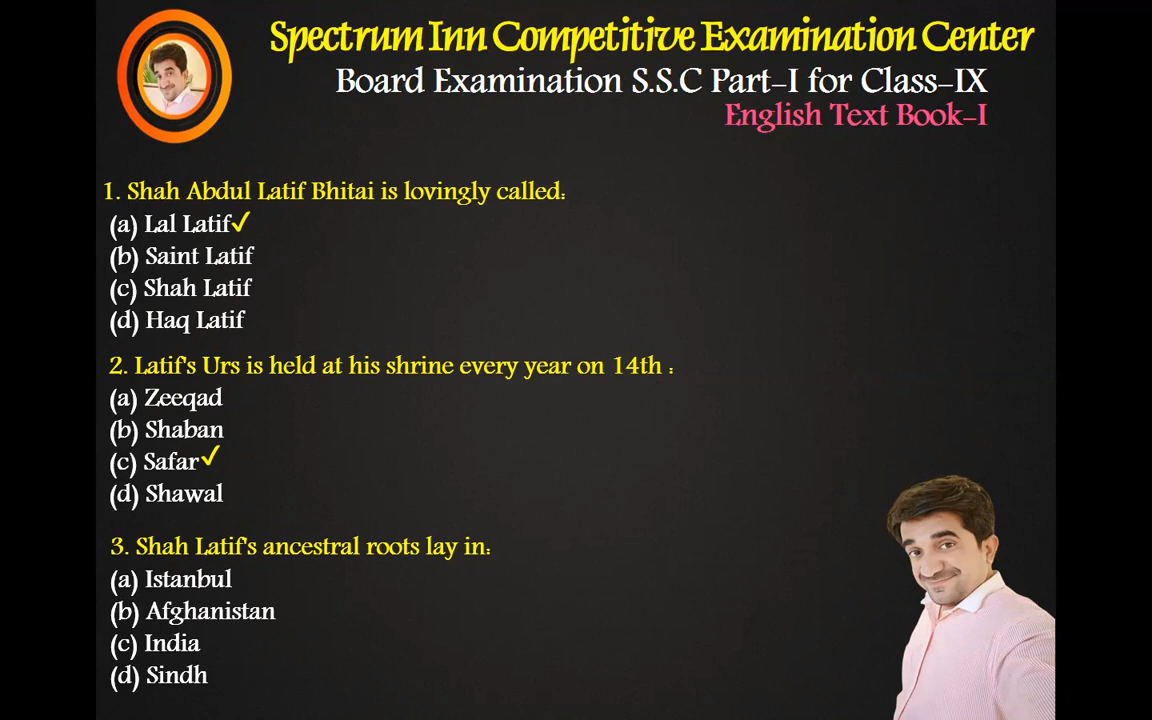 Spectrum Inn Competitive Examination Center
Board Examination S.S.C Part-I for Class-IX
English Text Book-I
1. Shah Abdul Latif Bhitai is lovingly called:
(a) Lal Latif✓
(b) Saint Latif
(c) Shah Latif
(d) Haq Latif
2. Latif's Urs is held at his shrine every year on 14th :
(a) Zeeqad
(b) Shaban
(c) Safar✓
(d) Shawal
3. Shah Latif's ancestral roots lay in:
(a) Istanbul
(b) Afghanistan
(c) India
(d) Sindh